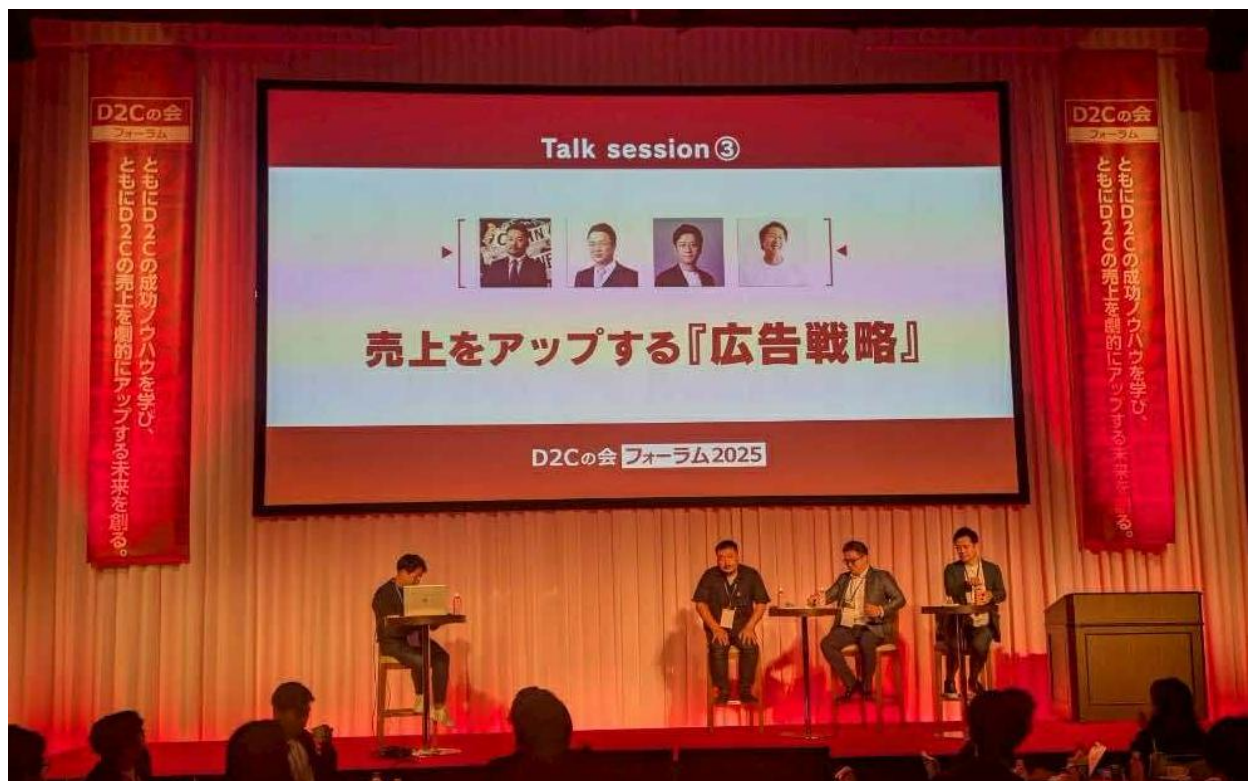 D2Cの会
フォーラム
ともにD2Cの成功ノウハウを学び、
ともにD2Cの売上を劇的にアップする未来を創る。
Talk session③
売上をアップする『広告戦略』
D2Cの会 フォーラム2025
D2Cの会
フォーラム
ともにD2Cの成功ノウハウを学び、
ともにD2Cの売上を劇的にアップする未来を創る。